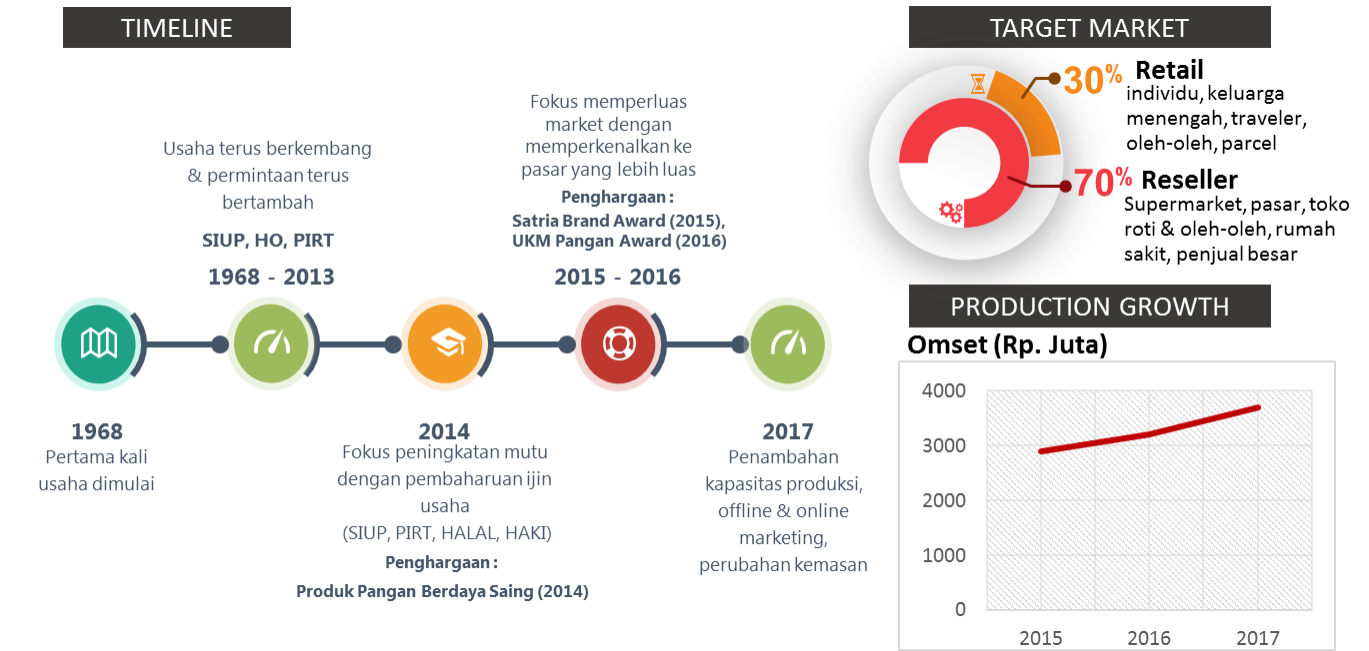 TIMELINE
Usaha terus berkembang
& permintaan terus
bertambah
SIUP, HO, PIRT
1968 - 2013
Fokus memperluas
market dengan
memperkenalkan ke
pasar yang lebih luas
Penghargaan :
Satria Brand Award (2015),
UKM Pangan Award (2016)
2015 - 2016
1968
Pertama kali
usaha dimulai
2014
Fokus peningkatan mutu
dengan pembaharuan ijin
usaha
(SIUP, PIRT, HALAL, HAKI)
Penghargaan :
Produk Pangan Berdaya Saing (2014)
2017
Penambahan
kapasitas produksi,
offline & online
marketing,
perubahan kemasan
TARGET MARKET
30% Retail
individu, keluarga
menengah, traveler,
oleh-oleh, parcel
70% Reseller
Supermarket, pasar, toko
roti & oleh-oleh, rumah
sakit, penjual besar
PRODUCTION GROWTH
Omset (Rp. Juta)
4000
3000
2000
1000
0
2015 2016 2017